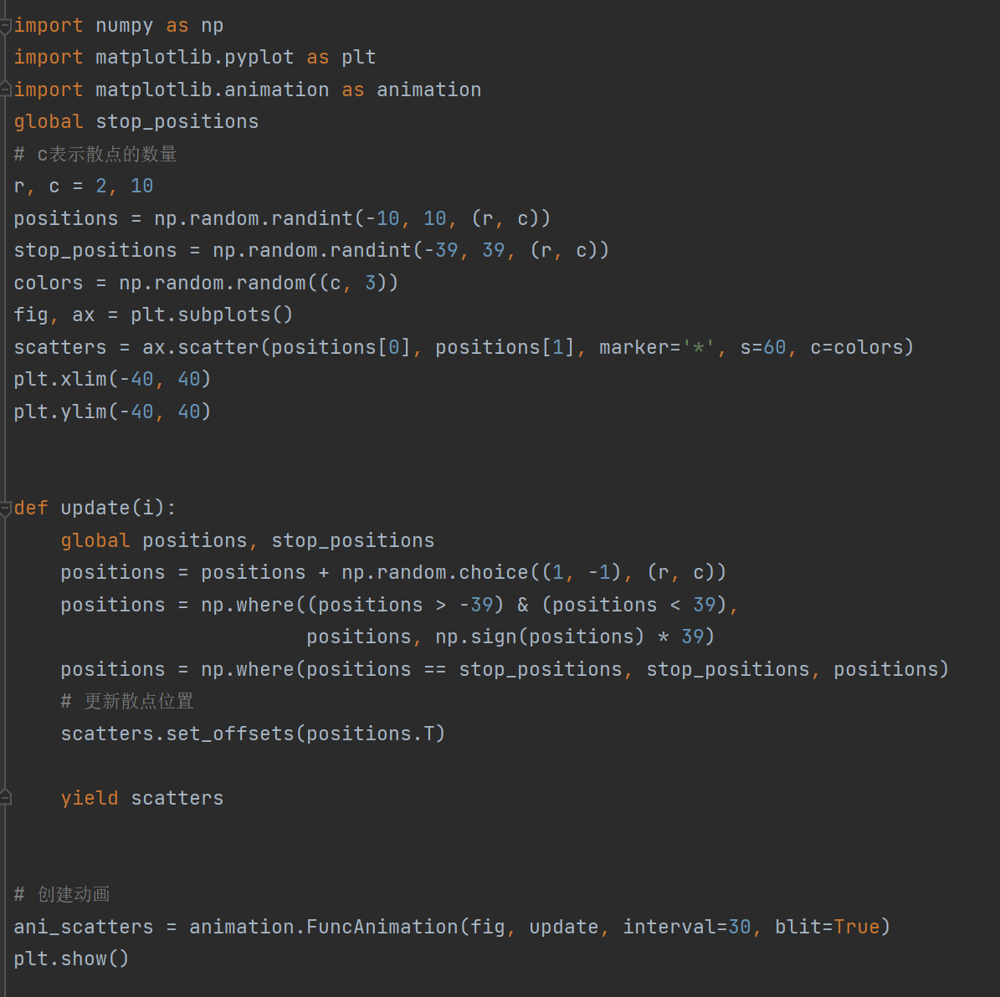 import numpy as np
import matplotlib.pyplot as plt
import matplotlib.animation as animation
global stop_positions
# c表示散点的数量
r, c = 2, 10
positions = np.random.randint(-10, 10, (r, c))
stop_positions = np.random.randint(-39, 39, (r, c))
colors = np.random.random((c, 3))
fig, ax = plt.subplots()
scatters = ax.scatter(positions[0], positions[1], marker='*', s=60, c=colors)
plt.xlim(-40, 40)
plt.ylim(-40, 40)
def update(i):
    global positions, stop_positions
    positions = positions + np.random.choice((1, -1), (r, c))
    positions = np.where((positions > -39) & (positions < 39),
                         positions, np.sign(positions) * 39)
    positions = np.where(positions == stop_positions, stop_positions, positions)
    # 更新散点位置
    scatters.set_offsets(positions.T)
    yield scatters
# 创建动画
ani_scatters = animation.FuncAnimation(fig, update, interval=30, blit=True)
plt.show()